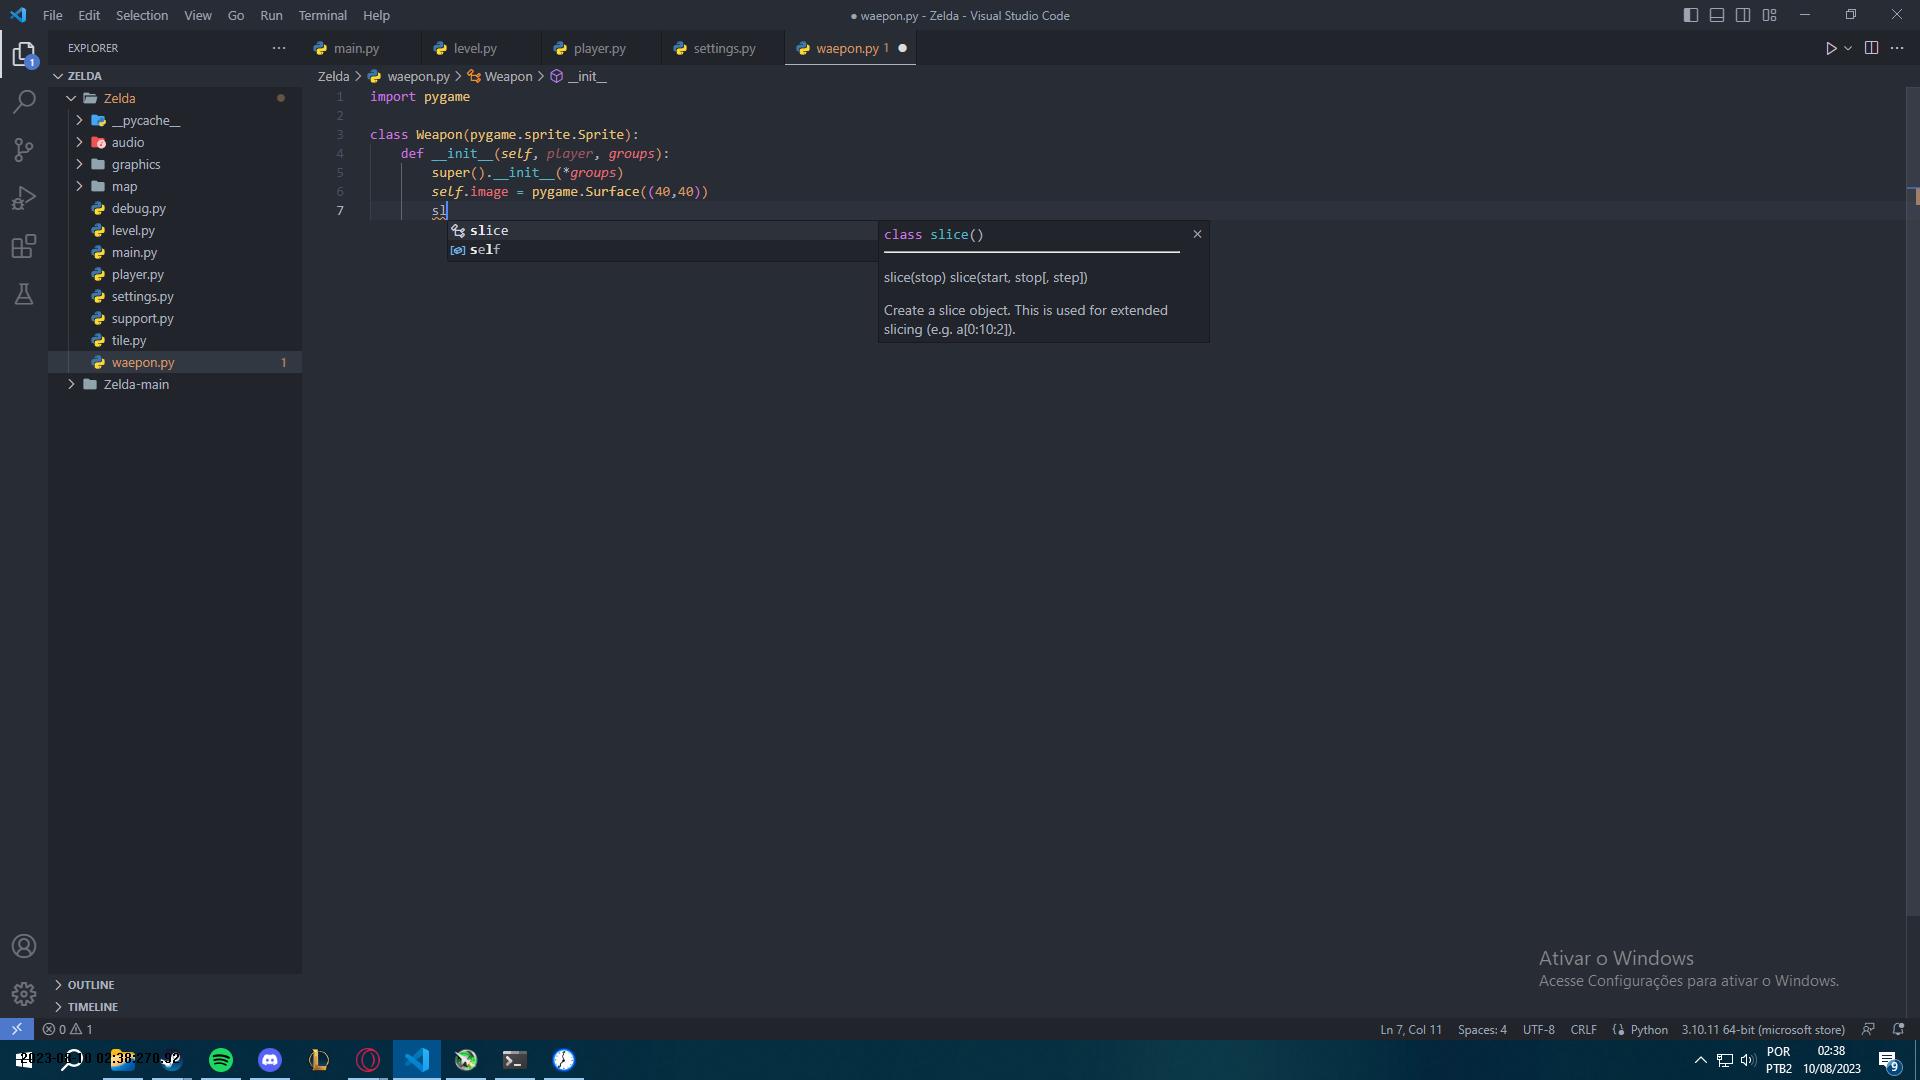 File Edit Selection View Go Run Terminal Help
● waepon.py - Zelda - Visual Studio Code
EXPLORER
main.py
level.py
player.py
settings.py
waepon.py 1
1
ZELDA
Zelda
__pycache__
audio
graphics
map
debug.py
level.py
main.py
player.py
settings.py
support.py
tile.py
waepon.py 1
Zelda-main
Zelda > waepon.py > Weapon > __init__
1 import pygame
2
3 class Weapon(pygame.sprite.Sprite):
4 def __init__(self, player, groups):
5 super().__init__(*groups)
6 self.image = pygame.Surface((40,40))
7 sl
slice
self
class slice()
slice(stop) slice(start, stop[, step])
Create a slice object. This is used for extended
slicing (e.g. a[0:10:2]).
Ativar o Windows
Acesse Configurações para ativar o Windows.
OUTLINE
TIMELINE
0 1
Ln 7, Col 11 Spaces: 4 UTF-8 CRLF Python 3.10.11 64-bit (microsoft store)
POR
PTB2
02:38
10/08/2023
9